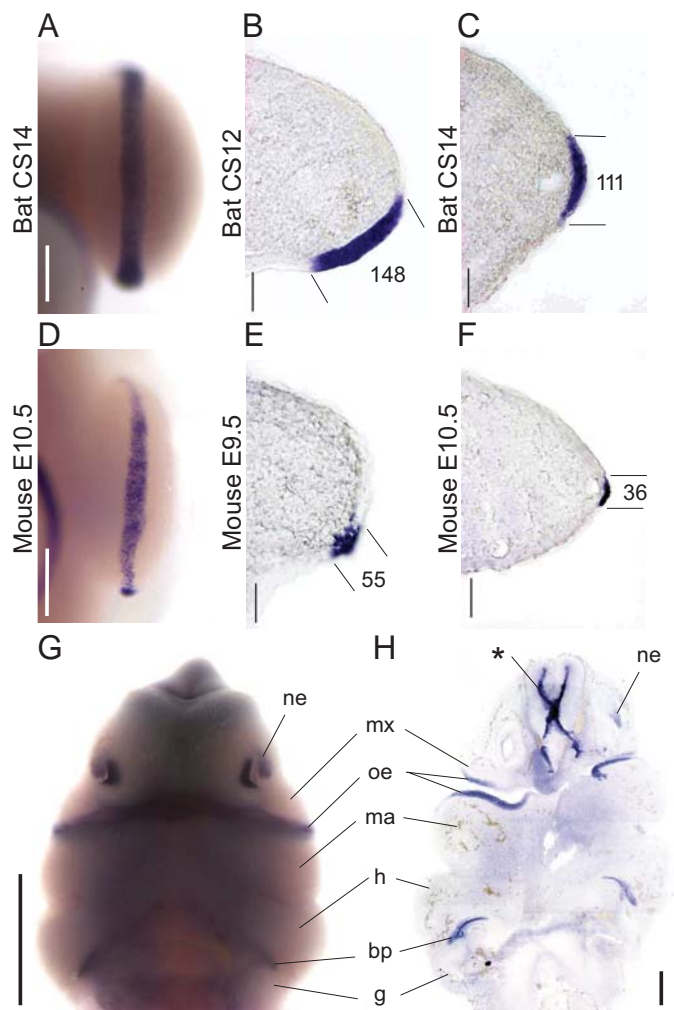 A
B
C
Bat CS14
Bat CS12
Bat CS14
148
111
D
E
F
Mouse E10.5
Mouse E9.5
Mouse E10.5
55
36
G
H
ne
*
ne
mx
oe
ma
h
bp
g